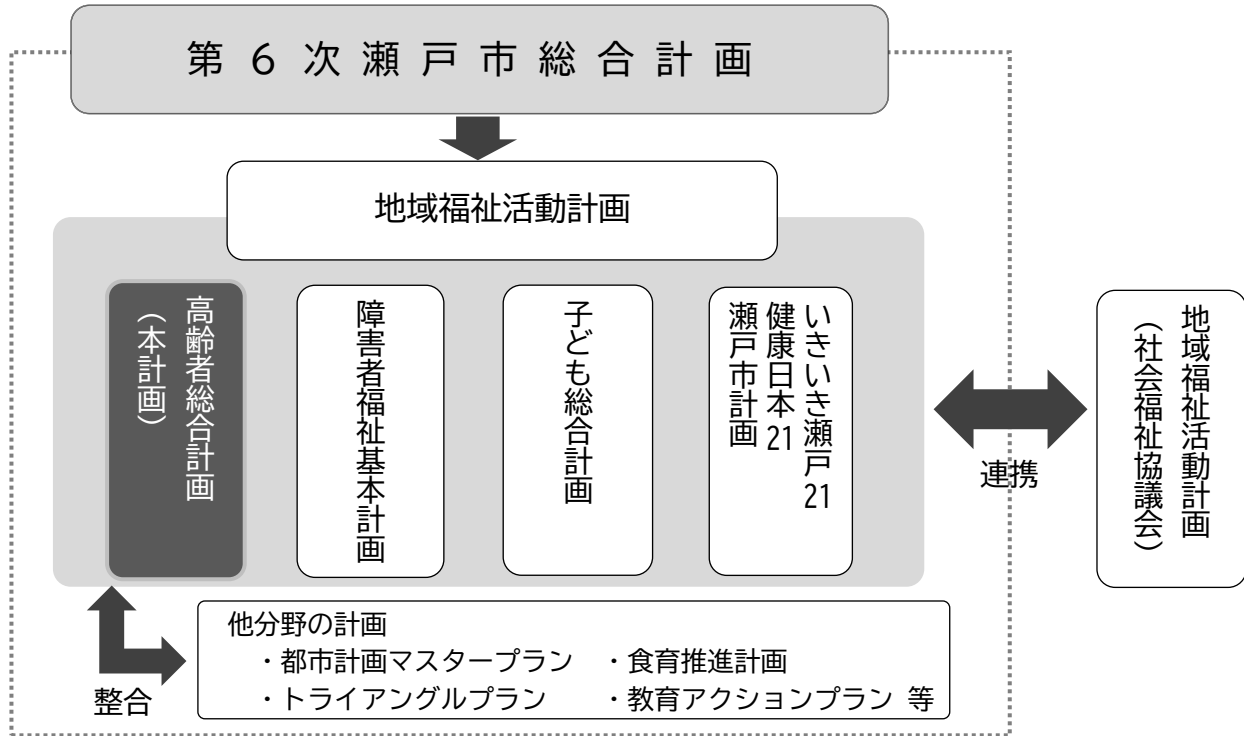 第６次瀬戸市総合計画
地域福祉活動計画
高齢者総合計画
（本計画）
障害者福祉基本計画
子ども総合計画
いきいき瀬戸21
健康日本21
瀬戸市計画
連携
地域福祉活動計画
（社会福祉協議会）
整合
他分野の計画
・都市計画マスタープラン ・食育推進計画
・トライアングルプラン ・教育アクションプラン 等